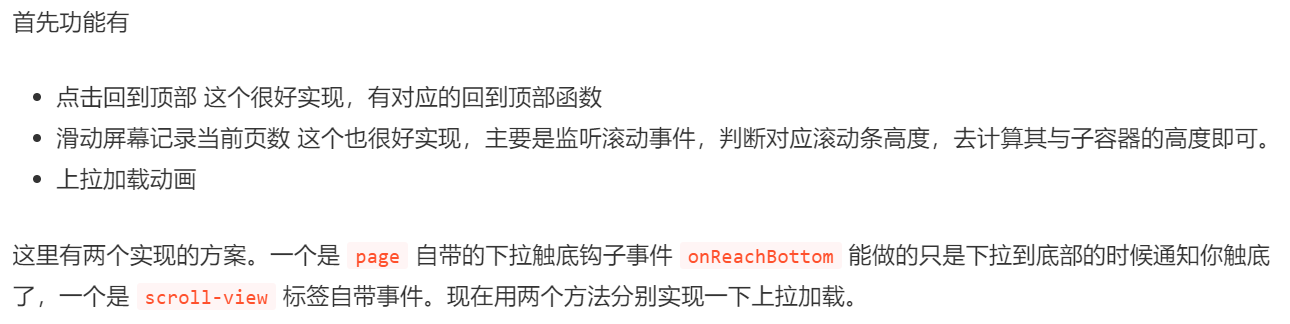 首先功能有
点击回到顶部 这个很好实现，有对应的回到顶部函数
滑动屏幕记录当前页数 这个也很好实现，主要是监听滚动事件，判断对应滚动条高度，去计算其与子容器的高度即可。
上拉加载动画
这里有两个实现的方案。一个是 page 自带的下拉触底钩子事件 onReachBottom 能做的只是下拉到底部的时候通知你触底
了，一个是 scroll-view 标签自带事件。现在用两个方法分别实现一下上拉加载。